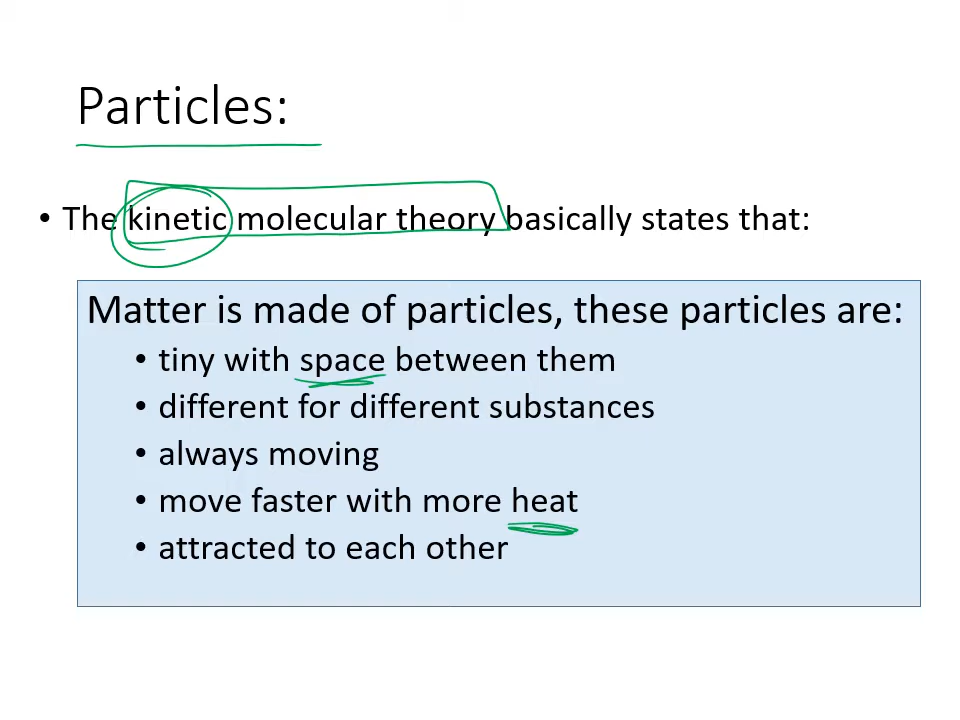 Particles:
• The kinetic molecular theory basically states that:
Matter is made of particles, these particles are:
• tiny with space between them
• different for different substances
• always moving
• move faster with more heat
• attracted to each other